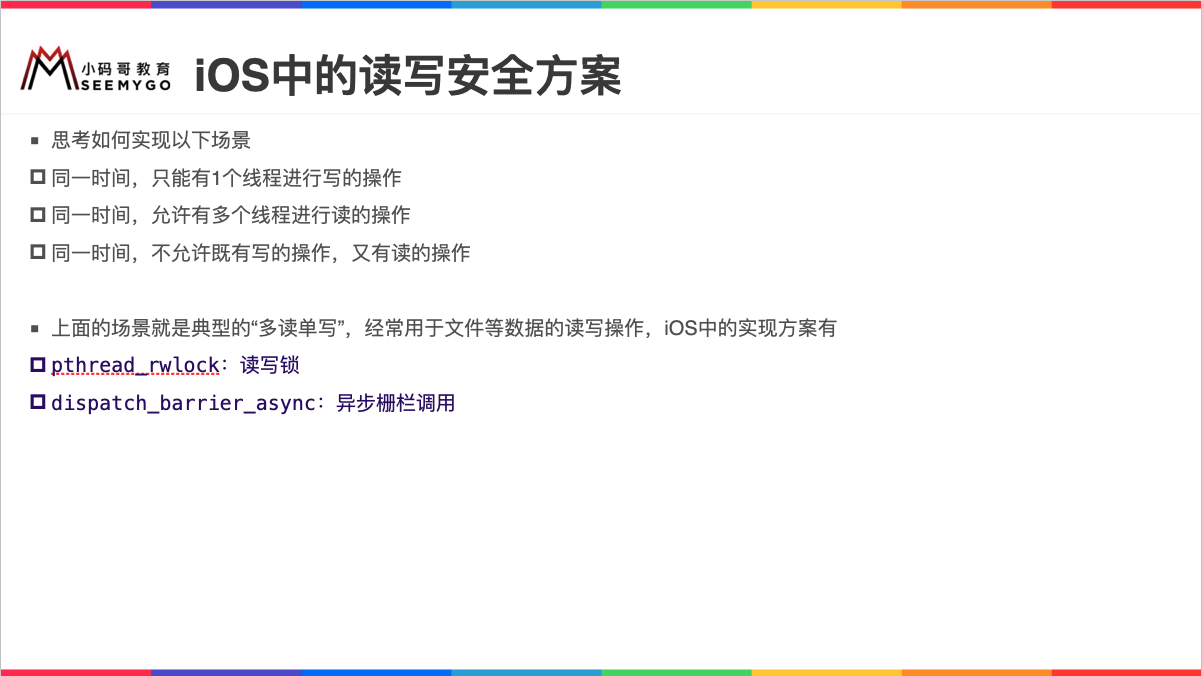 小码哥教育
SEEMYGO
iOS中的读写安全方案
思考如何实现以下场景
同一时间，只能有1个线程进行写的操作
同一时间，允许有多个线程进行读的操作
同一时间，不允许既有写的操作，又有读的操作
上面的场景就是典型的“多读单写”，经常用于文件等数据的读写操作，iOS中的实现方案有
pthread_rwlock：读写锁
dispatch_barrier_async：异步栅栏调用